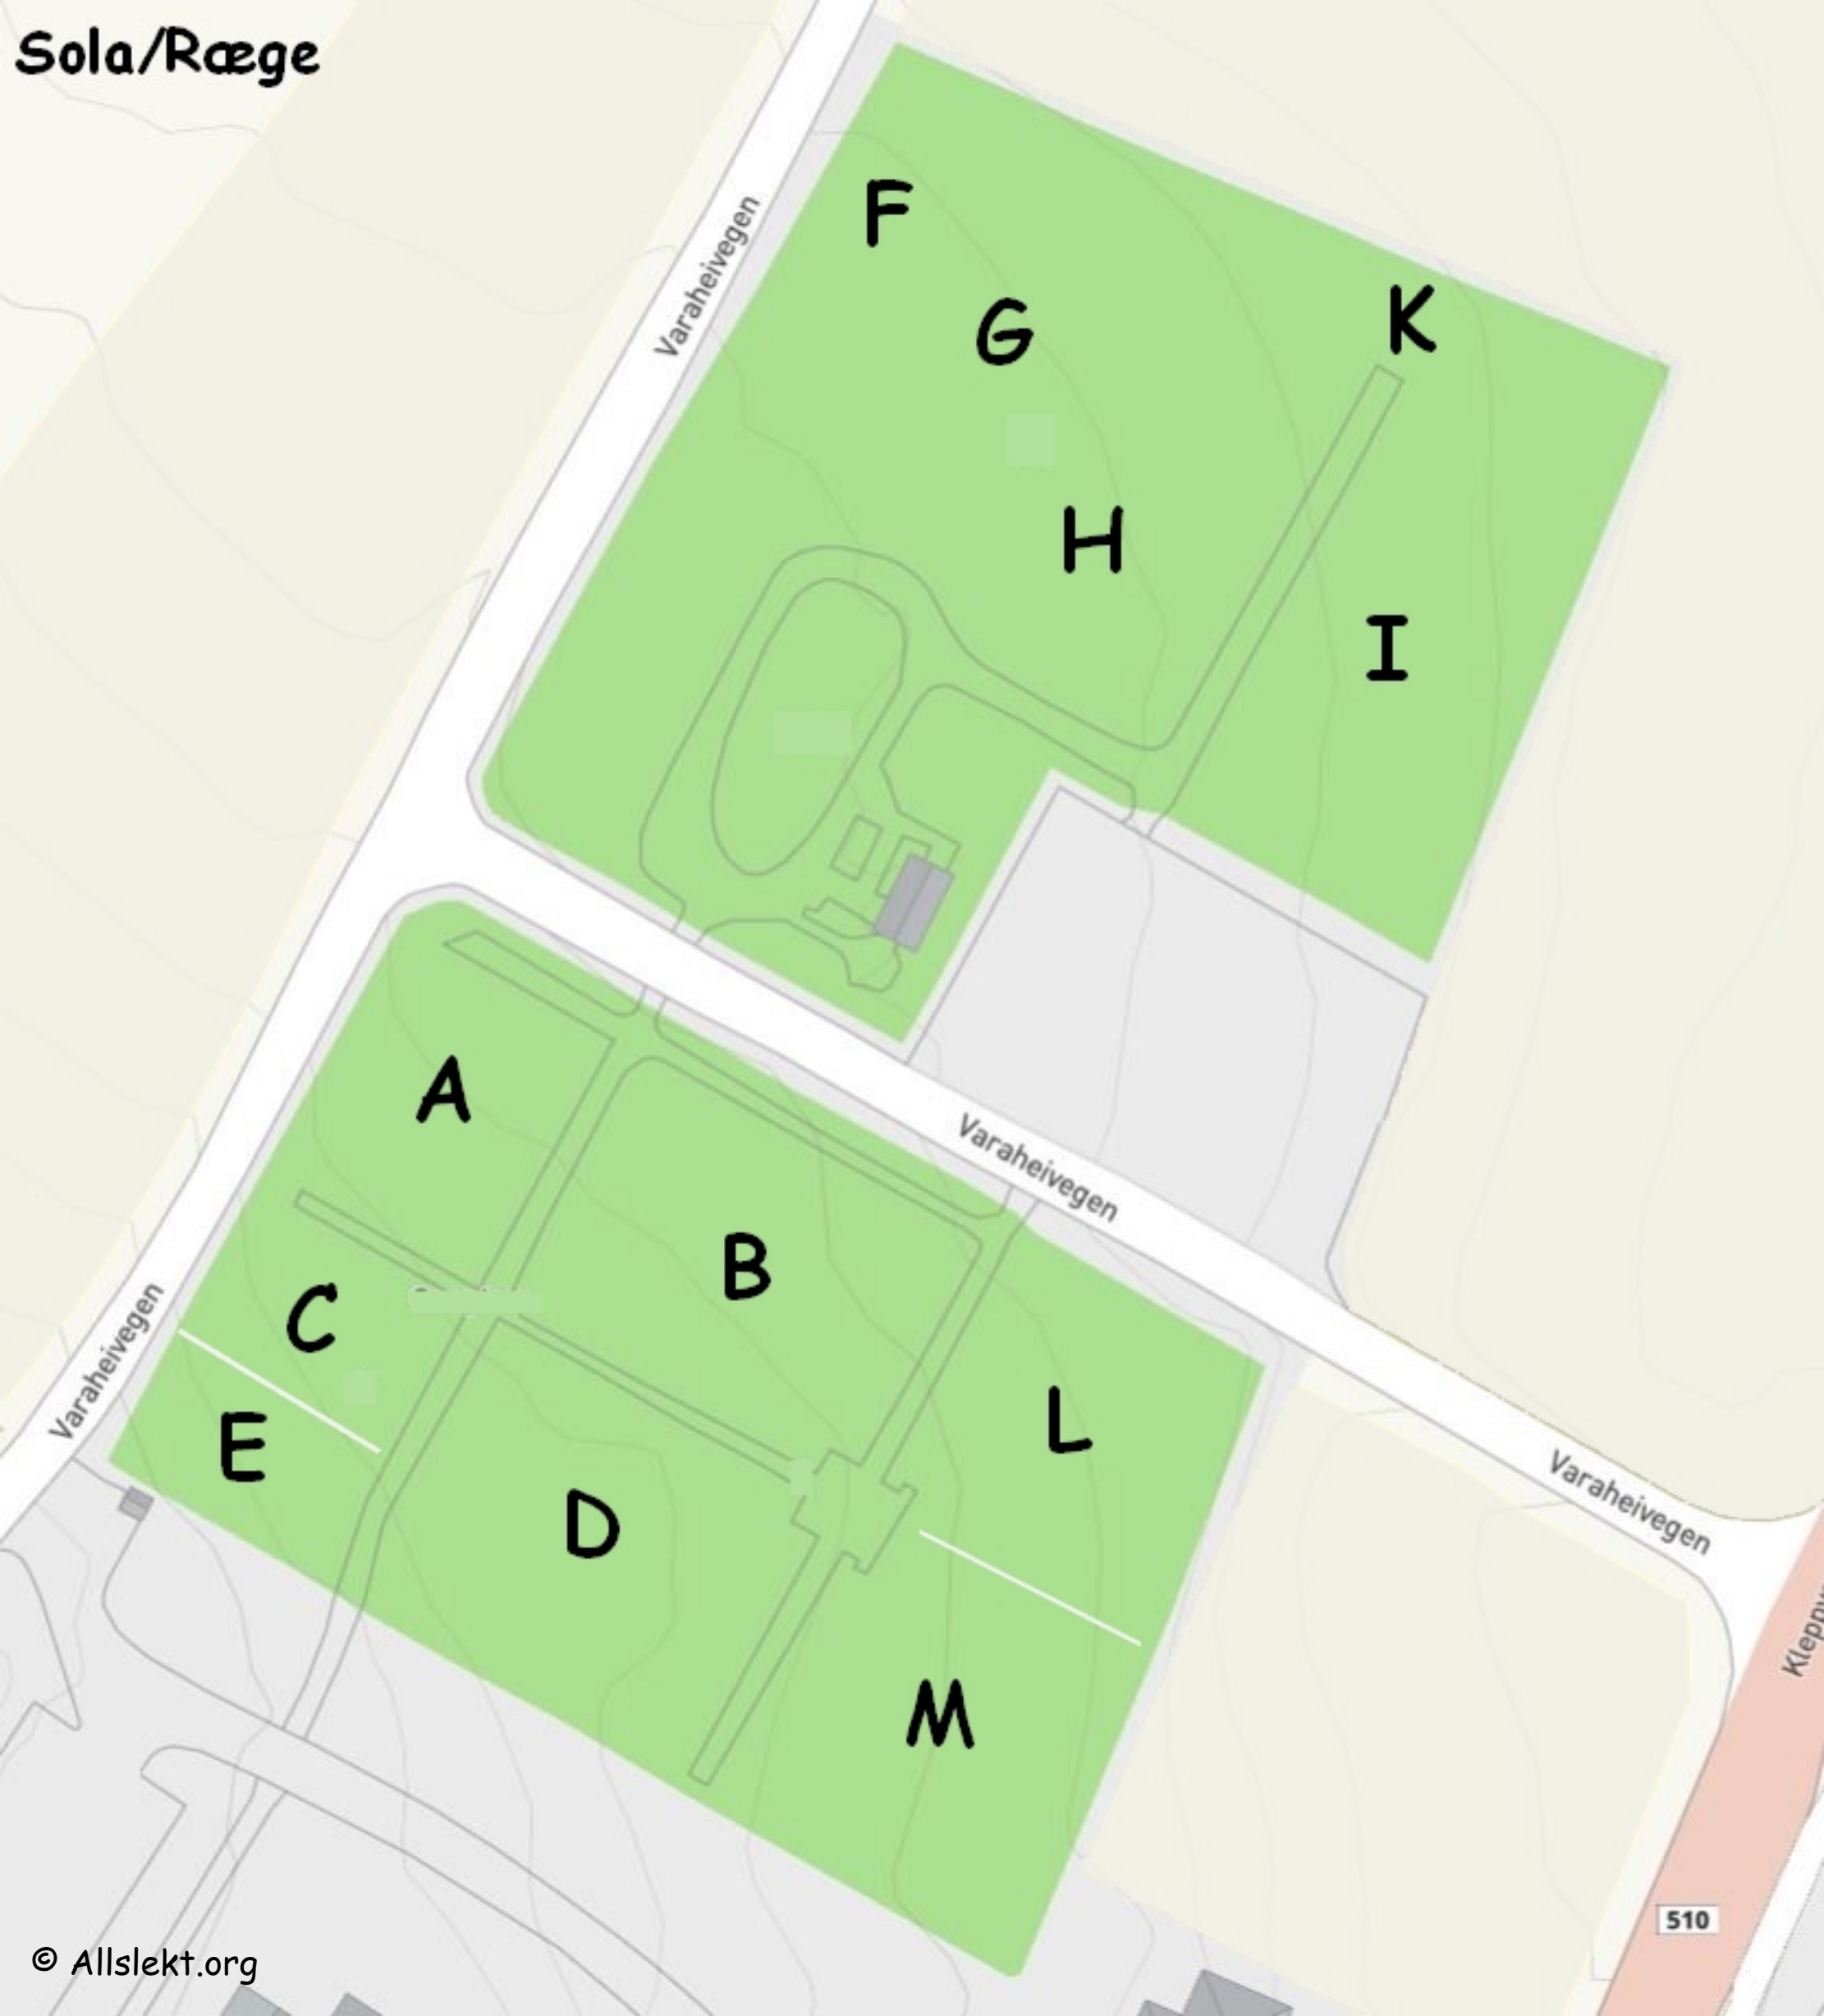 Sola/Ræge
Varaheivegen
F
G
K
H
I
A
B
C
Varaheivegen
Varaheivegen
E
D
L
M
Varaheivegen
510
© Allslekt.org